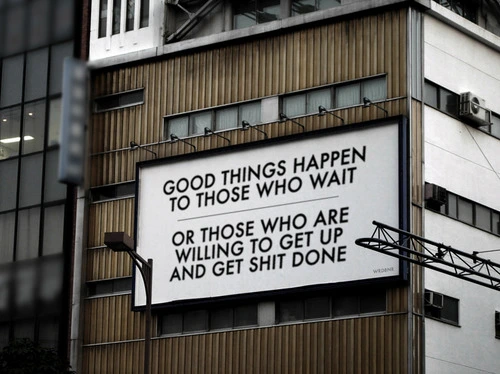 GOOD THINGS HAPPEN
TO THOSE WHO WAIT
OR THOSE WHO ARE
WILLING TO GET UP
AND GET SHIT DONE